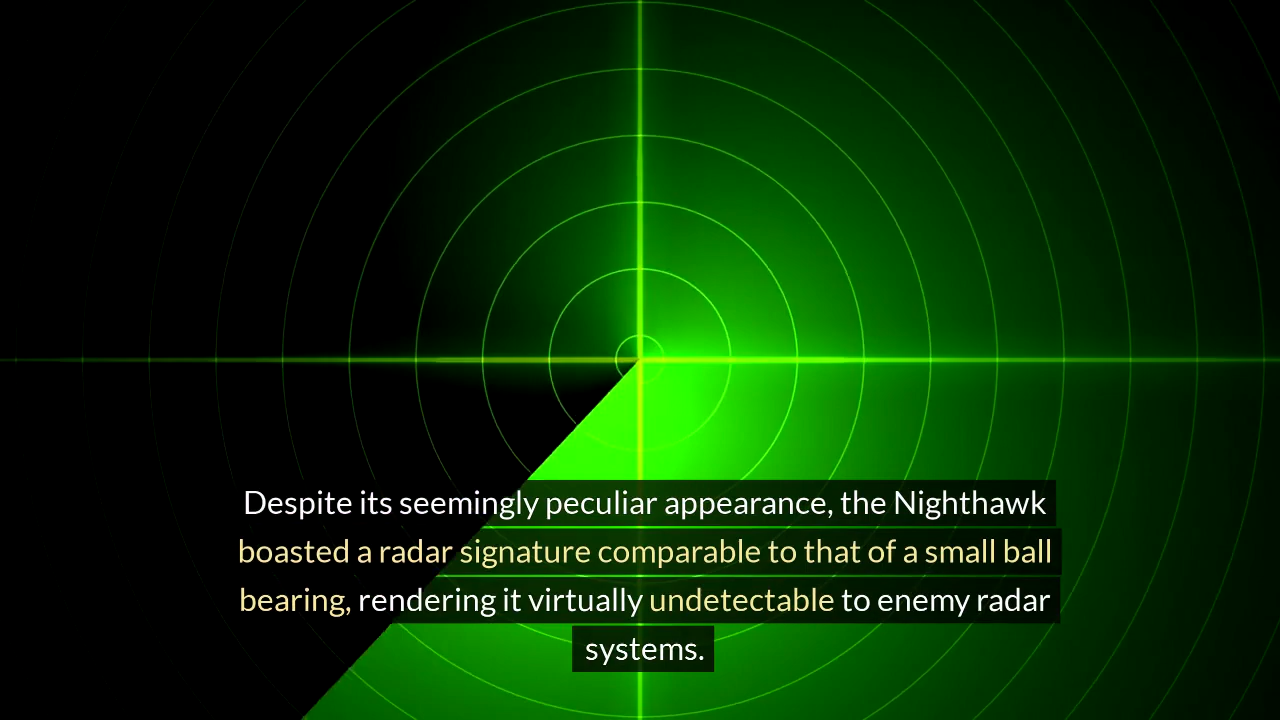 Despite its seemingly peculiar appearance, the Nighthawk
boasted a radar signature comparable to that of a small ball
bearing, rendering it virtually undetectable to enemy radar
systems.